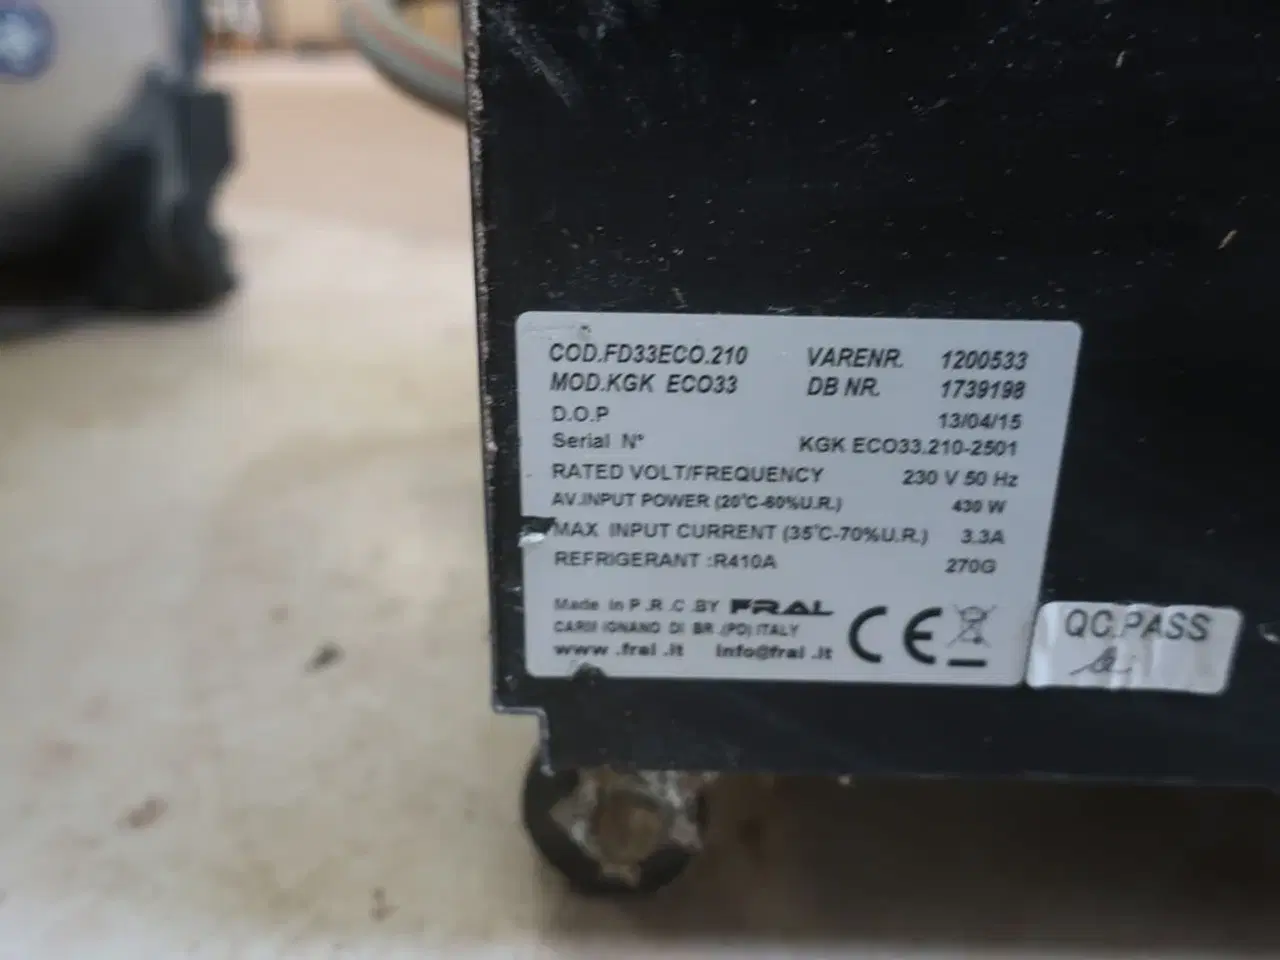 COD.FD33ECO.210 VARENR. 1200533
MOD.KGK ECO33 DB NR. 1739198
D.O.P 13/04/15
Serial N° KGK ECO33.210-2501
RATED VOLT/FREQUENCY 230 V 50 Hz
AV.INPUT POWER (20°C-60%U.R.) 430 W
MAX INPUT CURRENT (35°C-70%U.R.) 3.3A
REFRIGERANT :R410A 270G
Made in P .R .C .BY FRAL
CARM IGNANO DI BR .(PD) ITALY
www .fral .it info@fral .it
CE
QC.PASS